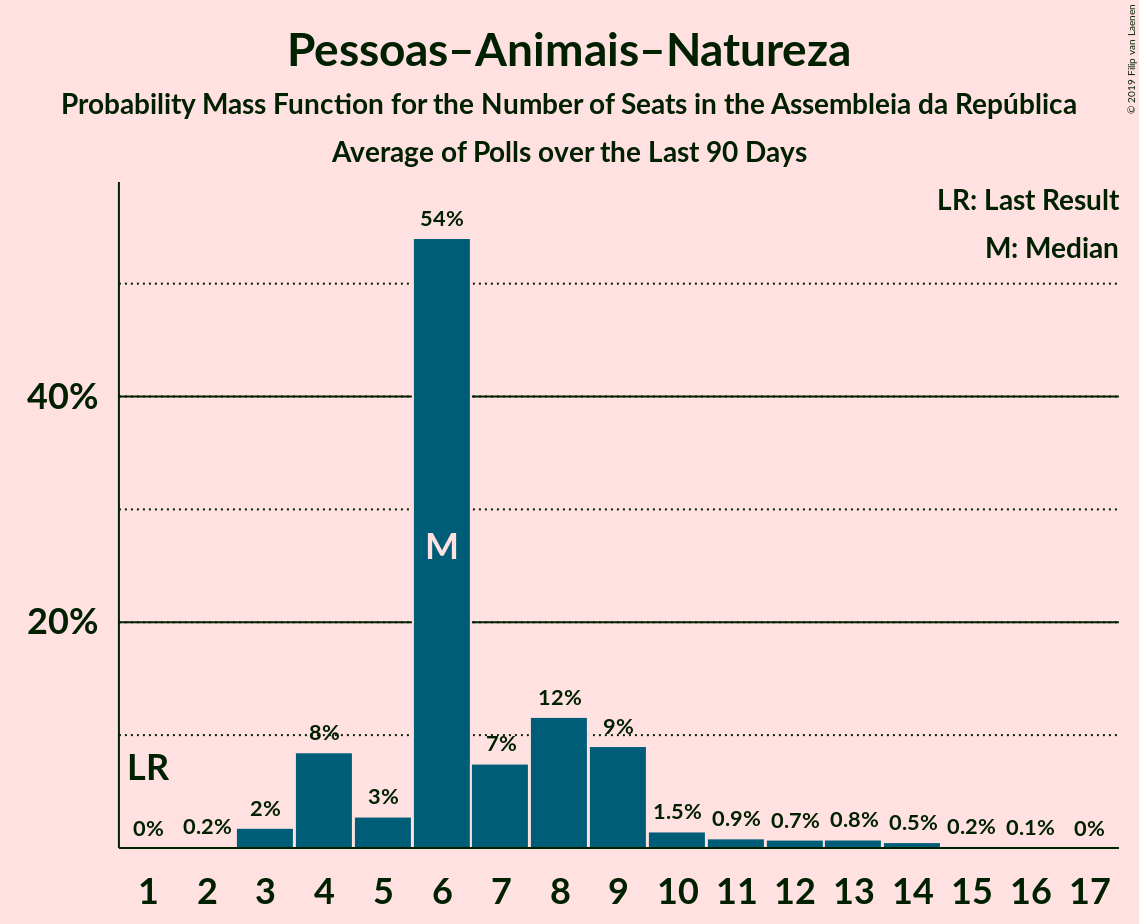 Pessoas–Animais–Natureza
Probability Mass Function for the Number of Seats in the Assembleia da República
Average of Polls over the Last 90 Days
© 2019 Filip van Laenen
LR: Last Result
M: Median
40%
20%
LR
M
0%
0.2%
2%
8%
3%
54%
7%
12%
9%
1.5%
0.9%
0.7%
0.8%
0.5%
0.2%
0.1%
0%
1 2 3 4 5 6 7 8 9 10 11 12 13 14 15 16 17